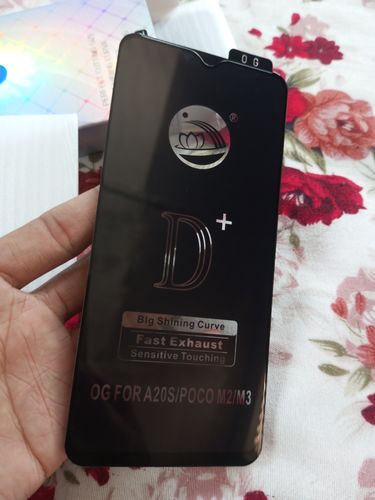 OG
®
D+
Big Shining Curve
Fast Exhaust
Sensitive Touching
OG FOR A20S/POCO M2/M3